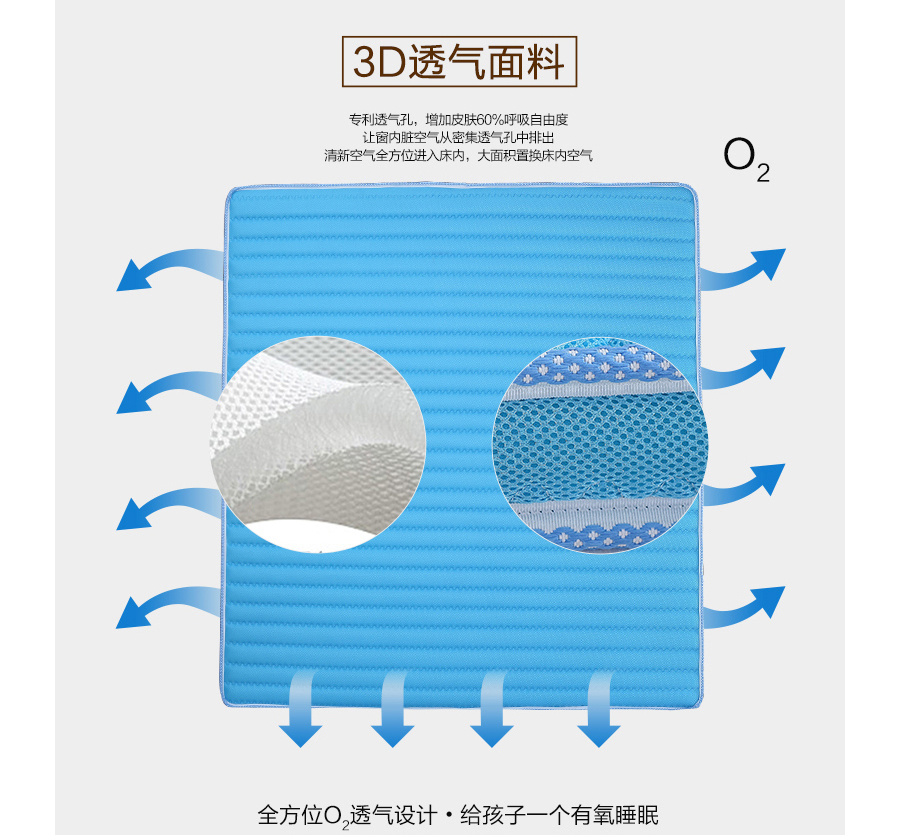 3D透气面料
专利透气孔，增加皮肤60%呼吸自由度
让窗内脏空气从密集透气孔中排出
清新空气全方位进入床内，大面积置换床内空气
O₂
全方位O₂透气设计·给孩子一个有氧睡眠